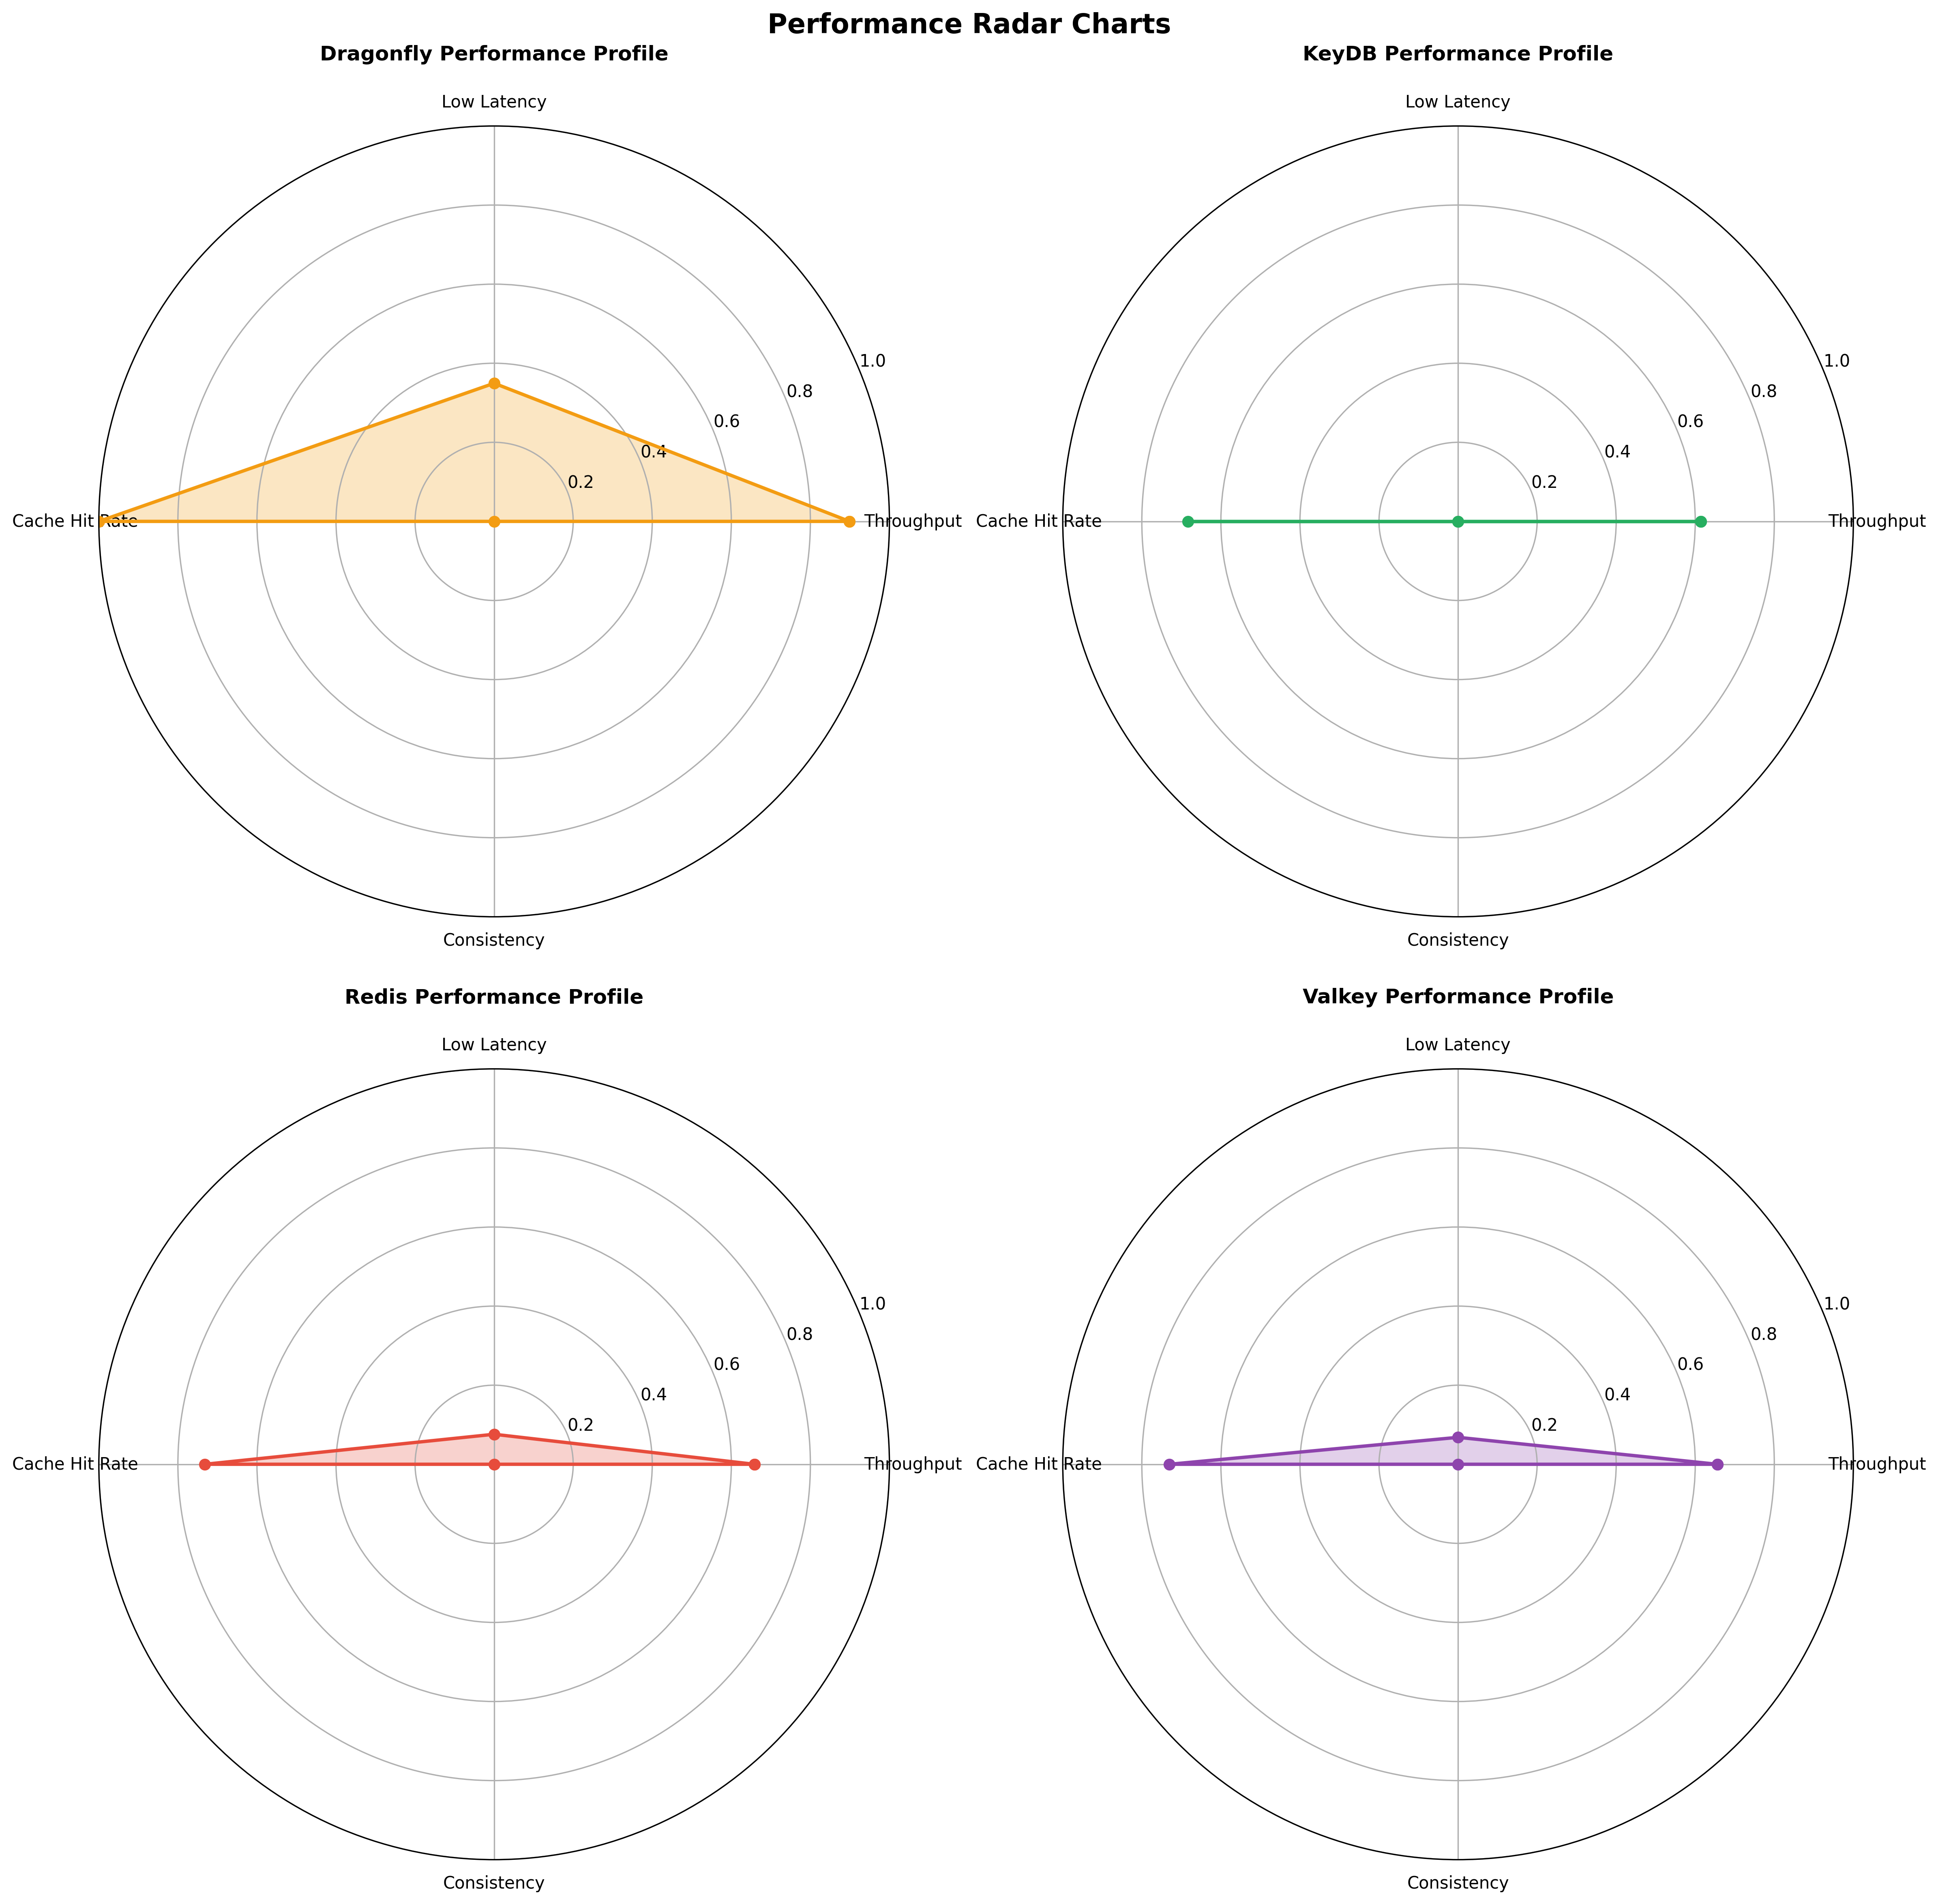 Performance Radar Charts
Dragonfly Performance Profile
Low Latency
1.0
0.8
0.6
0.4
0.2
Cache Hit Rate
Throughput
Consistency
KeyDB Performance Profile
Low Latency
1.0
0.8
0.6
0.4
0.2
Cache Hit Rate
Throughput
Consistency
Redis Performance Profile
Low Latency
1.0
0.8
0.6
0.4
0.2
Cache Hit Rate
Throughput
Consistency
Valkey Performance Profile
Low Latency
1.0
0.8
0.6
0.4
0.2
Cache Hit Rate
Throughput
Consistency